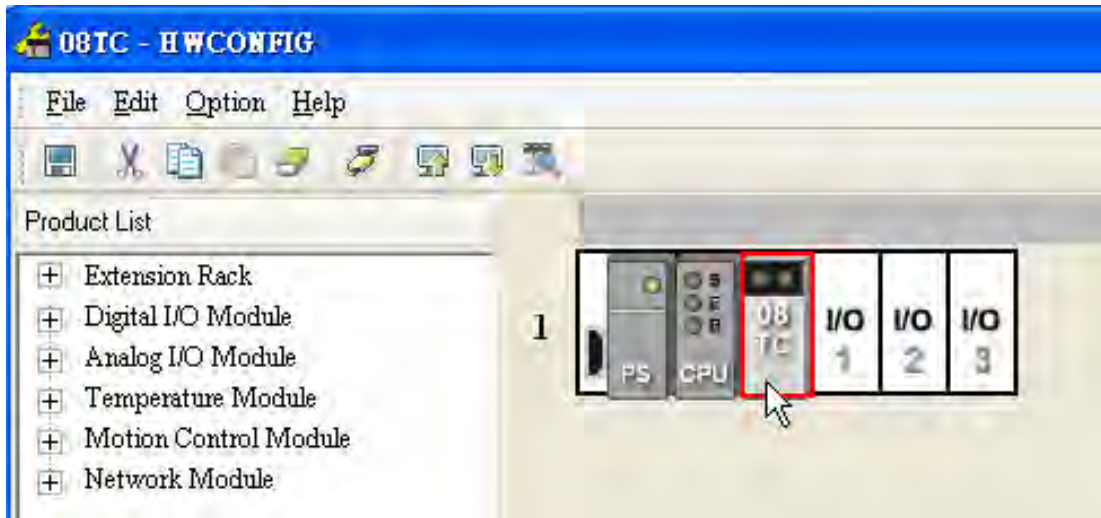 08TC - HWCONFIG
File Edit Option Help
Product List
Extension Rack
Digital I/O Module
Analog I/O Module
Temperature Module
Motion Control Module
Network Module
1
PS
CPU
S
E
B
08
TC
I/O
1
I/O
2
I/O
3